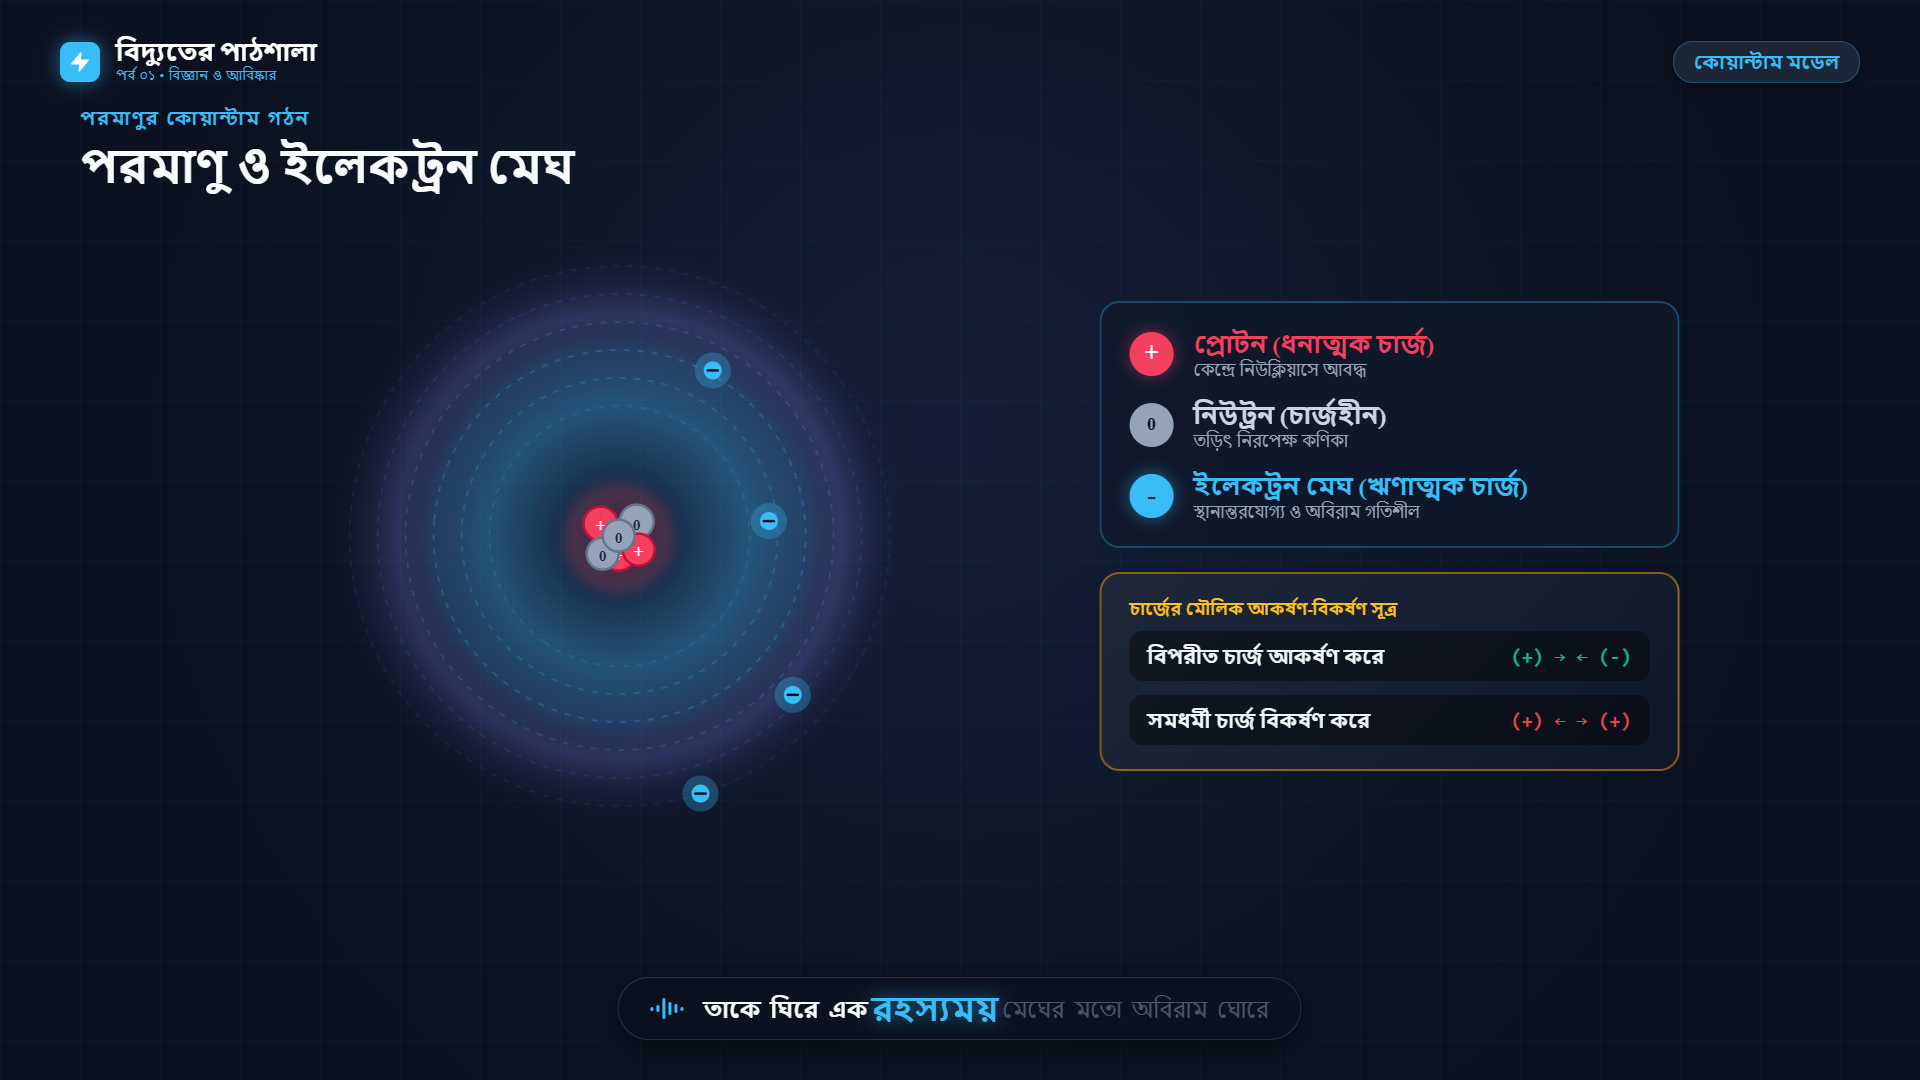 বিদ্যুতের পাঠশালা
পর্ব ০১ • বিজ্ঞান ও আবিষ্কার
কোয়ান্টাম মডেল
পরমাণুর কোয়ান্টাম গঠন
পরমাণু ও ইলেকট্রন মেঘ
+
0
0
0
+
+ প্রোটন (ধনাত্মক চার্জ)
কেন্দ্রে নিউক্লিয়াসে আবদ্ধ
0 নিউট্রন (চার্জহীন)
তড়িৎ নিরপেক্ষ কণিকা
- ইলেকট্রন মেঘ (ঋণাত্মক চার্জ)
স্থানান্তরযোগ্য ও অবিরাম গতিশীল
চার্জের মৌলিক আকর্ষণ-বিকর্ষণ সূত্র
বিপরীত চার্জ আকর্ষণ করে (+) → ← (-)
সমধর্মী চার্জ বিকর্ষণ করে (+) ← → (+)
তাকে ঘিরে এক রহস্যময় মেঘের মতো অবিরাম ঘোরে